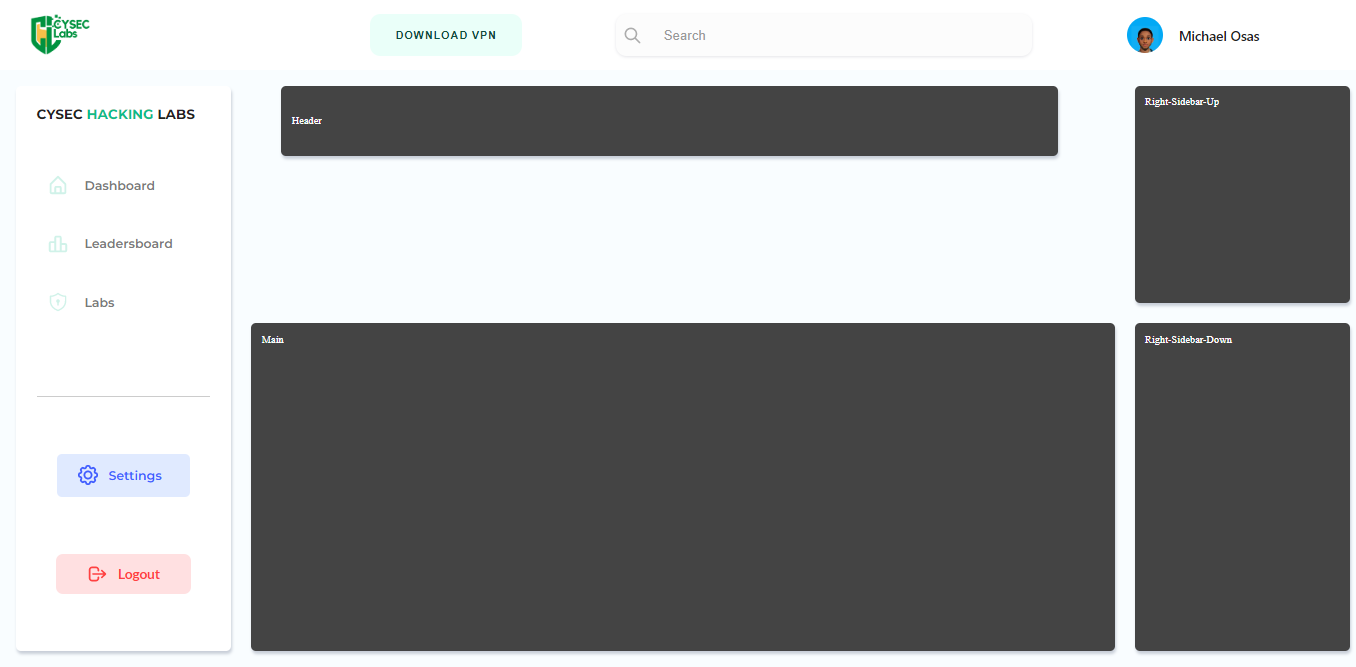 CYSEC
Labs
DOWNLOAD VPN
Search
Michael Osas
CYSEC HACKING LABS
Dashboard
Leadersboard
Labs
Settings
Logout
Header
Main
Right-Sidebar-Up
Right-Sidebar-Down